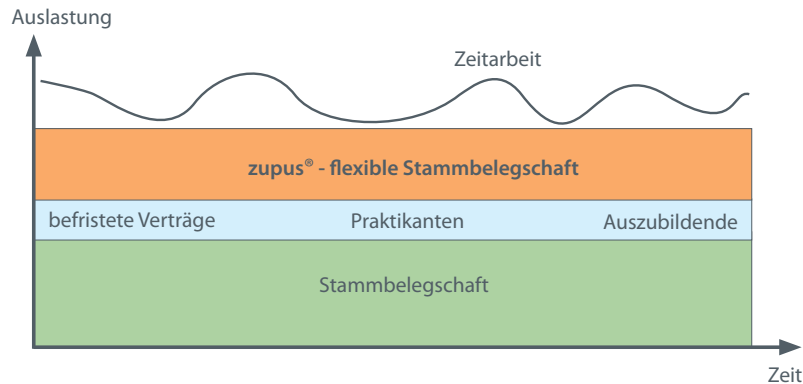 Auslastung
Zeitarbeit
zupus® - flexible Stammbelegschaft
befristete Verträge Praktikanten Auszubildende
Stammbelegschaft
Zeit